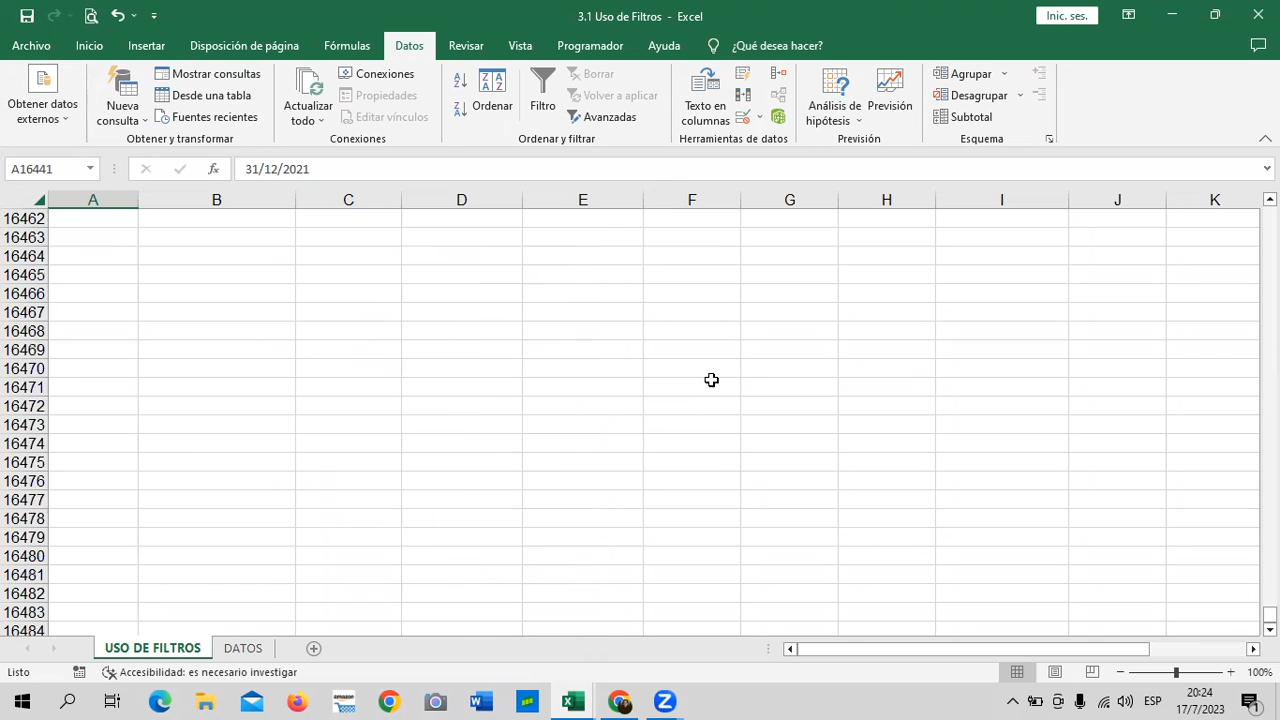 3.1 Uso de Filtros - Excel
Inic. ses.
Archivo Inicio Insertar Disposición de página Fórmulas Datos Revisar Vista Programador Ayuda ¿Qué desea hacer?
Obtener datos externos
Nueva consulta
Mostrar consultas
Desde una tabla
Fuentes recientes
Obtener y transformar
Actualizar todo
Conexiones
Propiedades
Editar vínculos
Conexiones
Ordenar
Filtro
Borrar
Volver a aplicar
Avanzadas
Ordenar y filtrar
Texto en columnas
Herramientas de datos
Análisis de hipótesis
Previsión
Previsión
Agrupar
Desagrupar
Subtotal
Esquema
A16441 fx 31/12/2021
A B C D E F G H I J K
16462
16463
16464
16465
16466
16467
16468
16469
16470
16471
16472
16473
16474
16475
16476
16477
16478
16479
16480
16481
16482
16483
16484
USO DE FILTROS DATOS
Listo Accesibilidad: es necesario investigar 100%
ESP
20:24
17/7/2023